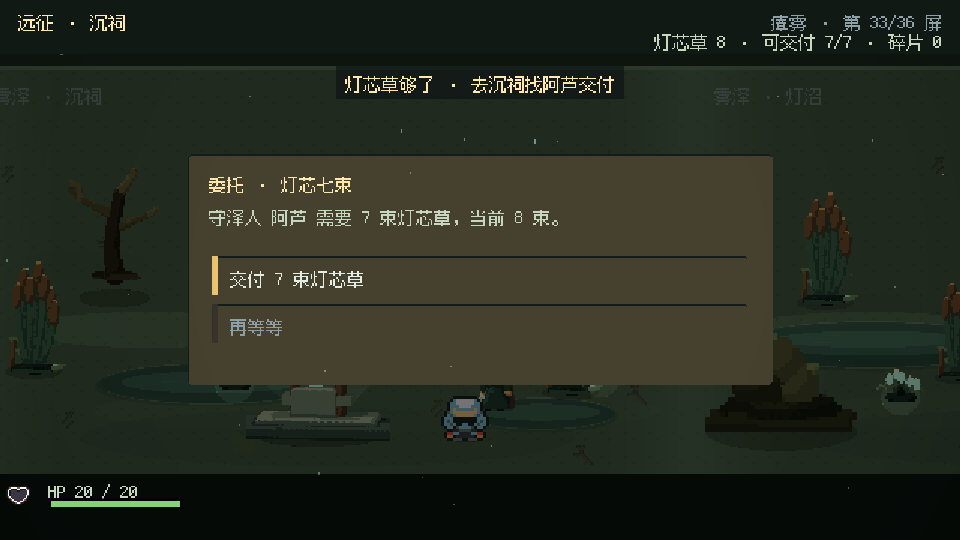 远征 · 沉祠
瘴雾 · 第 33/36 屏
灯芯草 8 · 可交付 7/7 · 碎片 0
灯芯草够了 · 去沉祠找阿芦交付
雾泽 · 沉祠
雾泽 · 灯沼
委托 · 灯芯七束
守泽人 阿芦 需要 7 束灯芯草，当前 8 束。
交付 7 束灯芯草
再等等
HP 20 / 20